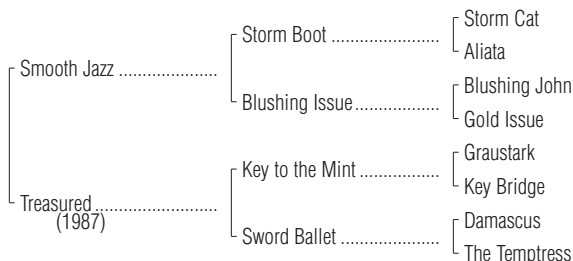 Storm Cat
Storm Boot ........................
Aliata
Smooth Jazz ......................
Blushing John
Blushing Issue...................
Gold Issue
Graustark
Key to the Mint..................
Key Bridge
Treasured...........................
(1987)
Damascus
Sword Ballet ......................
The Temptress